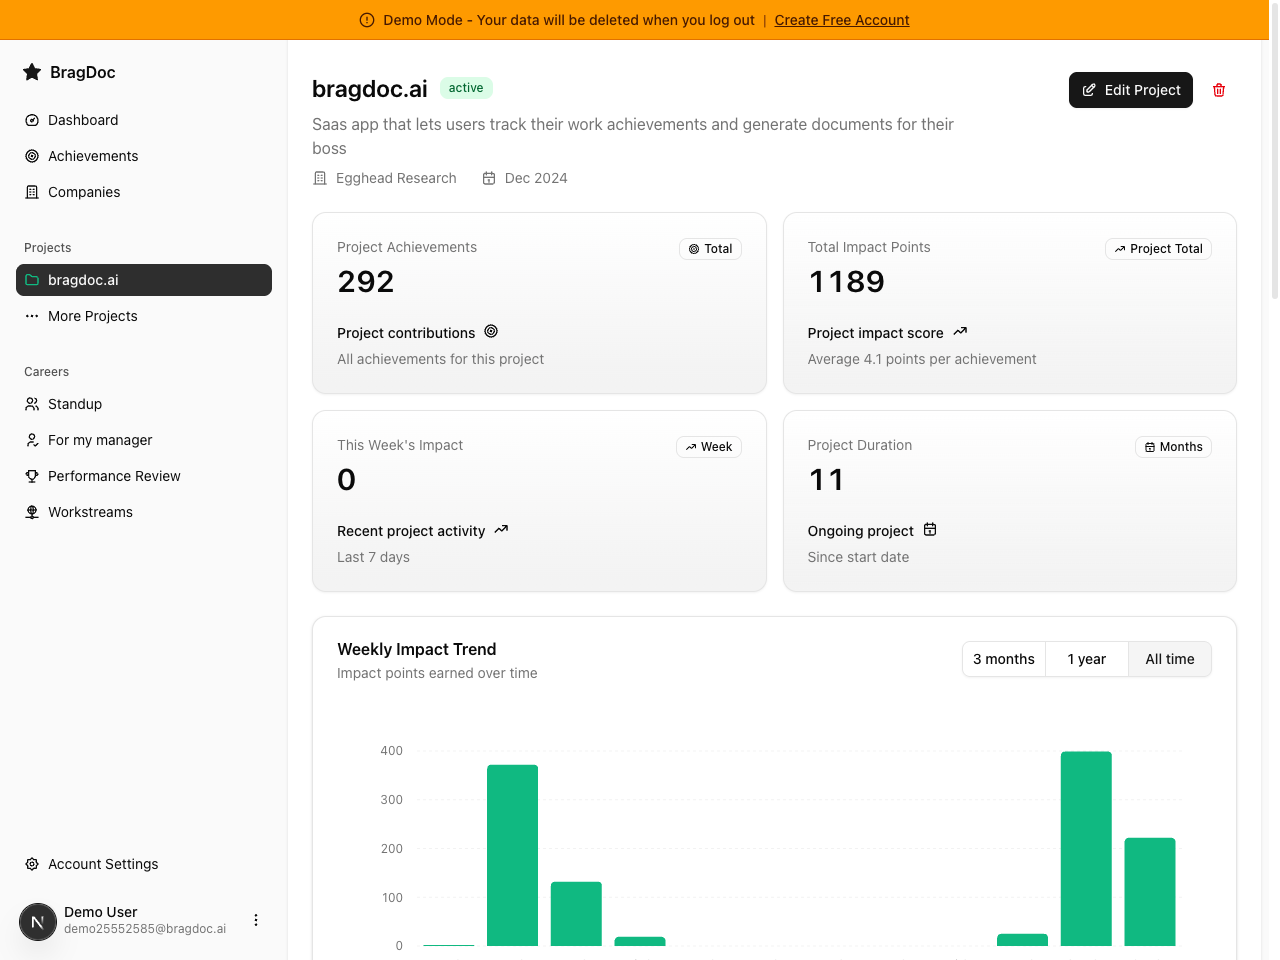 Demo Mode - Your data will be deleted when you log out | Create Free Account
BragDoc
Dashboard
Achievements
Companies
Projects
bragdoc.ai
More Projects
Careers
Standup
For my manager
Performance Review
Workstreams
Account Settings
N
Demo User
demo25552585@bragdoc.ai
bragdoc.ai active
Edit Project
Saas app that lets users track their work achievements and generate documents for their
boss
Egghead Research Dec 2024
Project Achievements
Total
292
Project contributions
All achievements for this project
Total Impact Points
Project Total
1189
Project impact score
Average 4.1 points per achievement
This Week's Impact
Week
0
Recent project activity
Last 7 days
Project Duration
Months
11
Ongoing project
Since start date
Weekly Impact Trend
Impact points earned over time
3 months 1 year All time
400
300
200
100
0